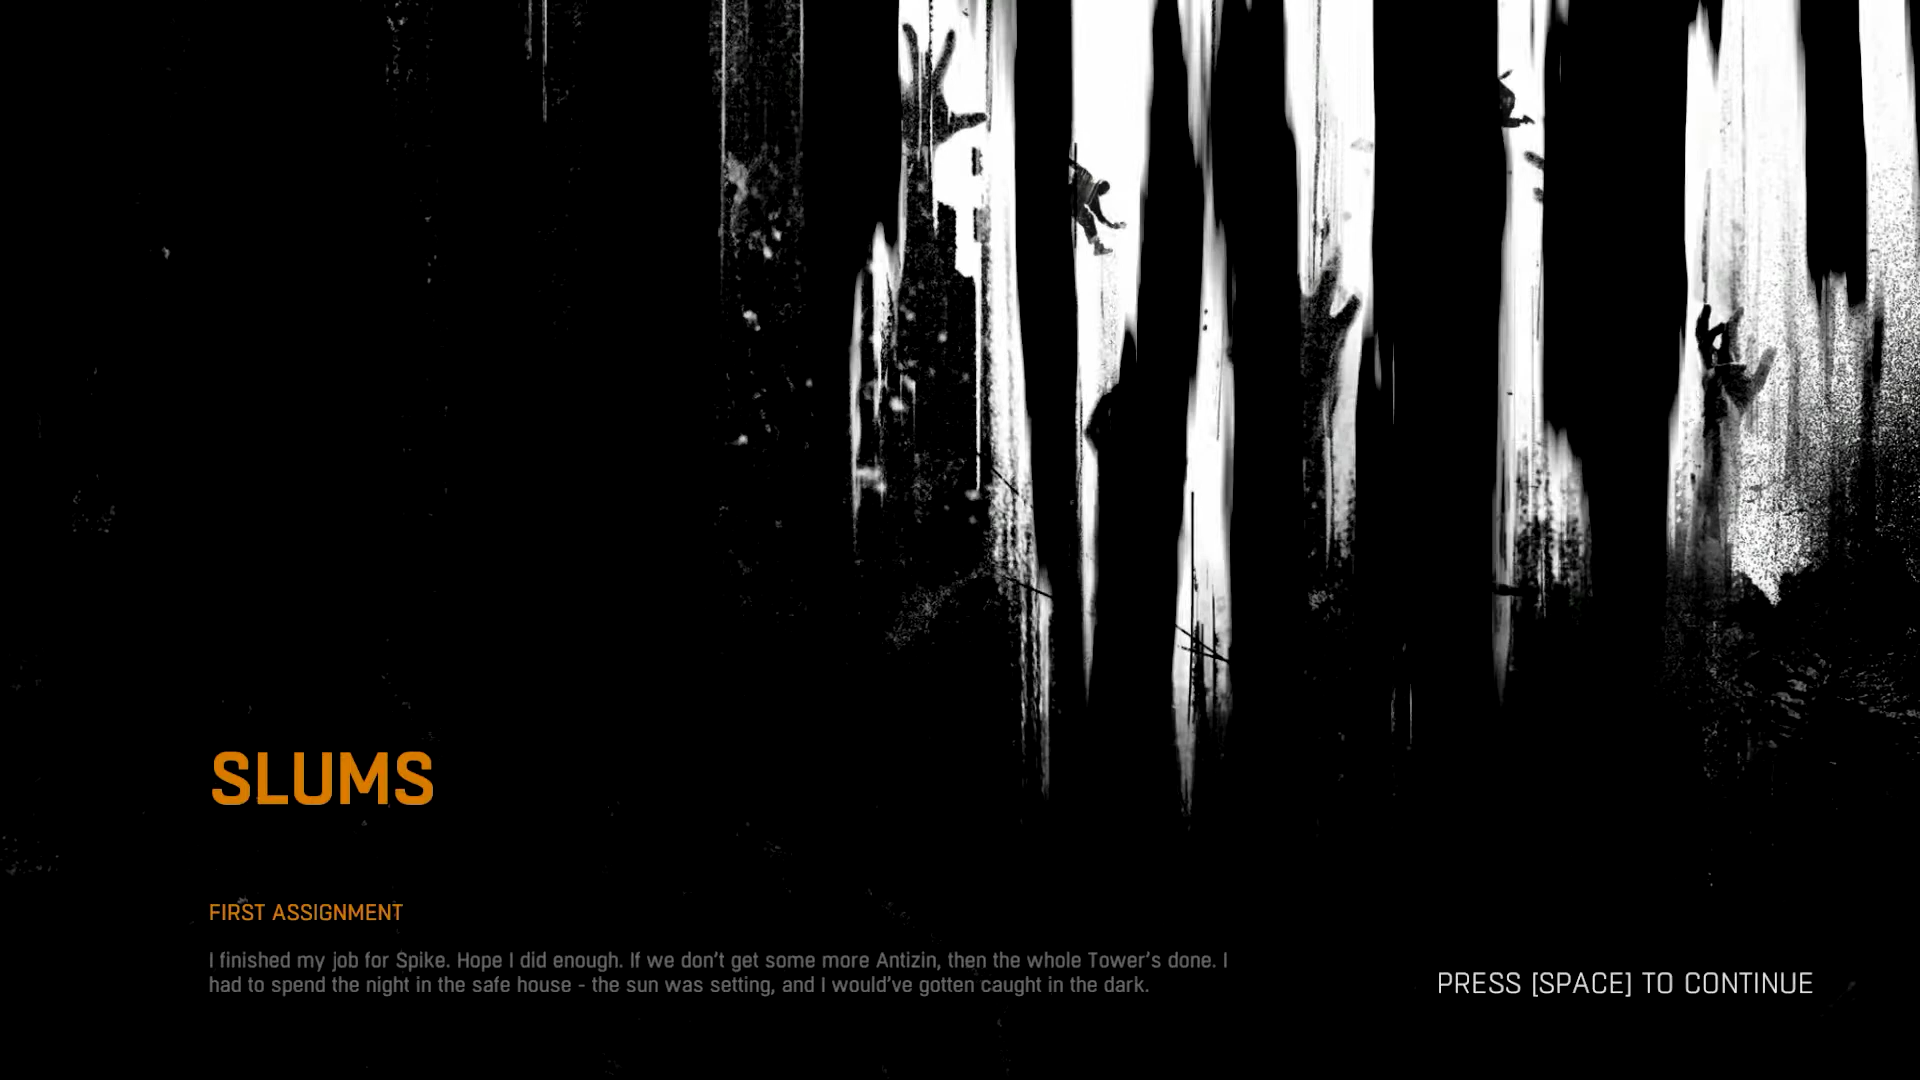 SLUMS
FIRST ASSIGNMENT
I finished my job for Spike. Hope I did enough. If we don’t get some more Antizin, then the whole Tower’s done. I
had to spend the night in the safe house - the sun was setting, and I would’ve gotten caught in the dark.
PRESS [SPACE] TO CONTINUE